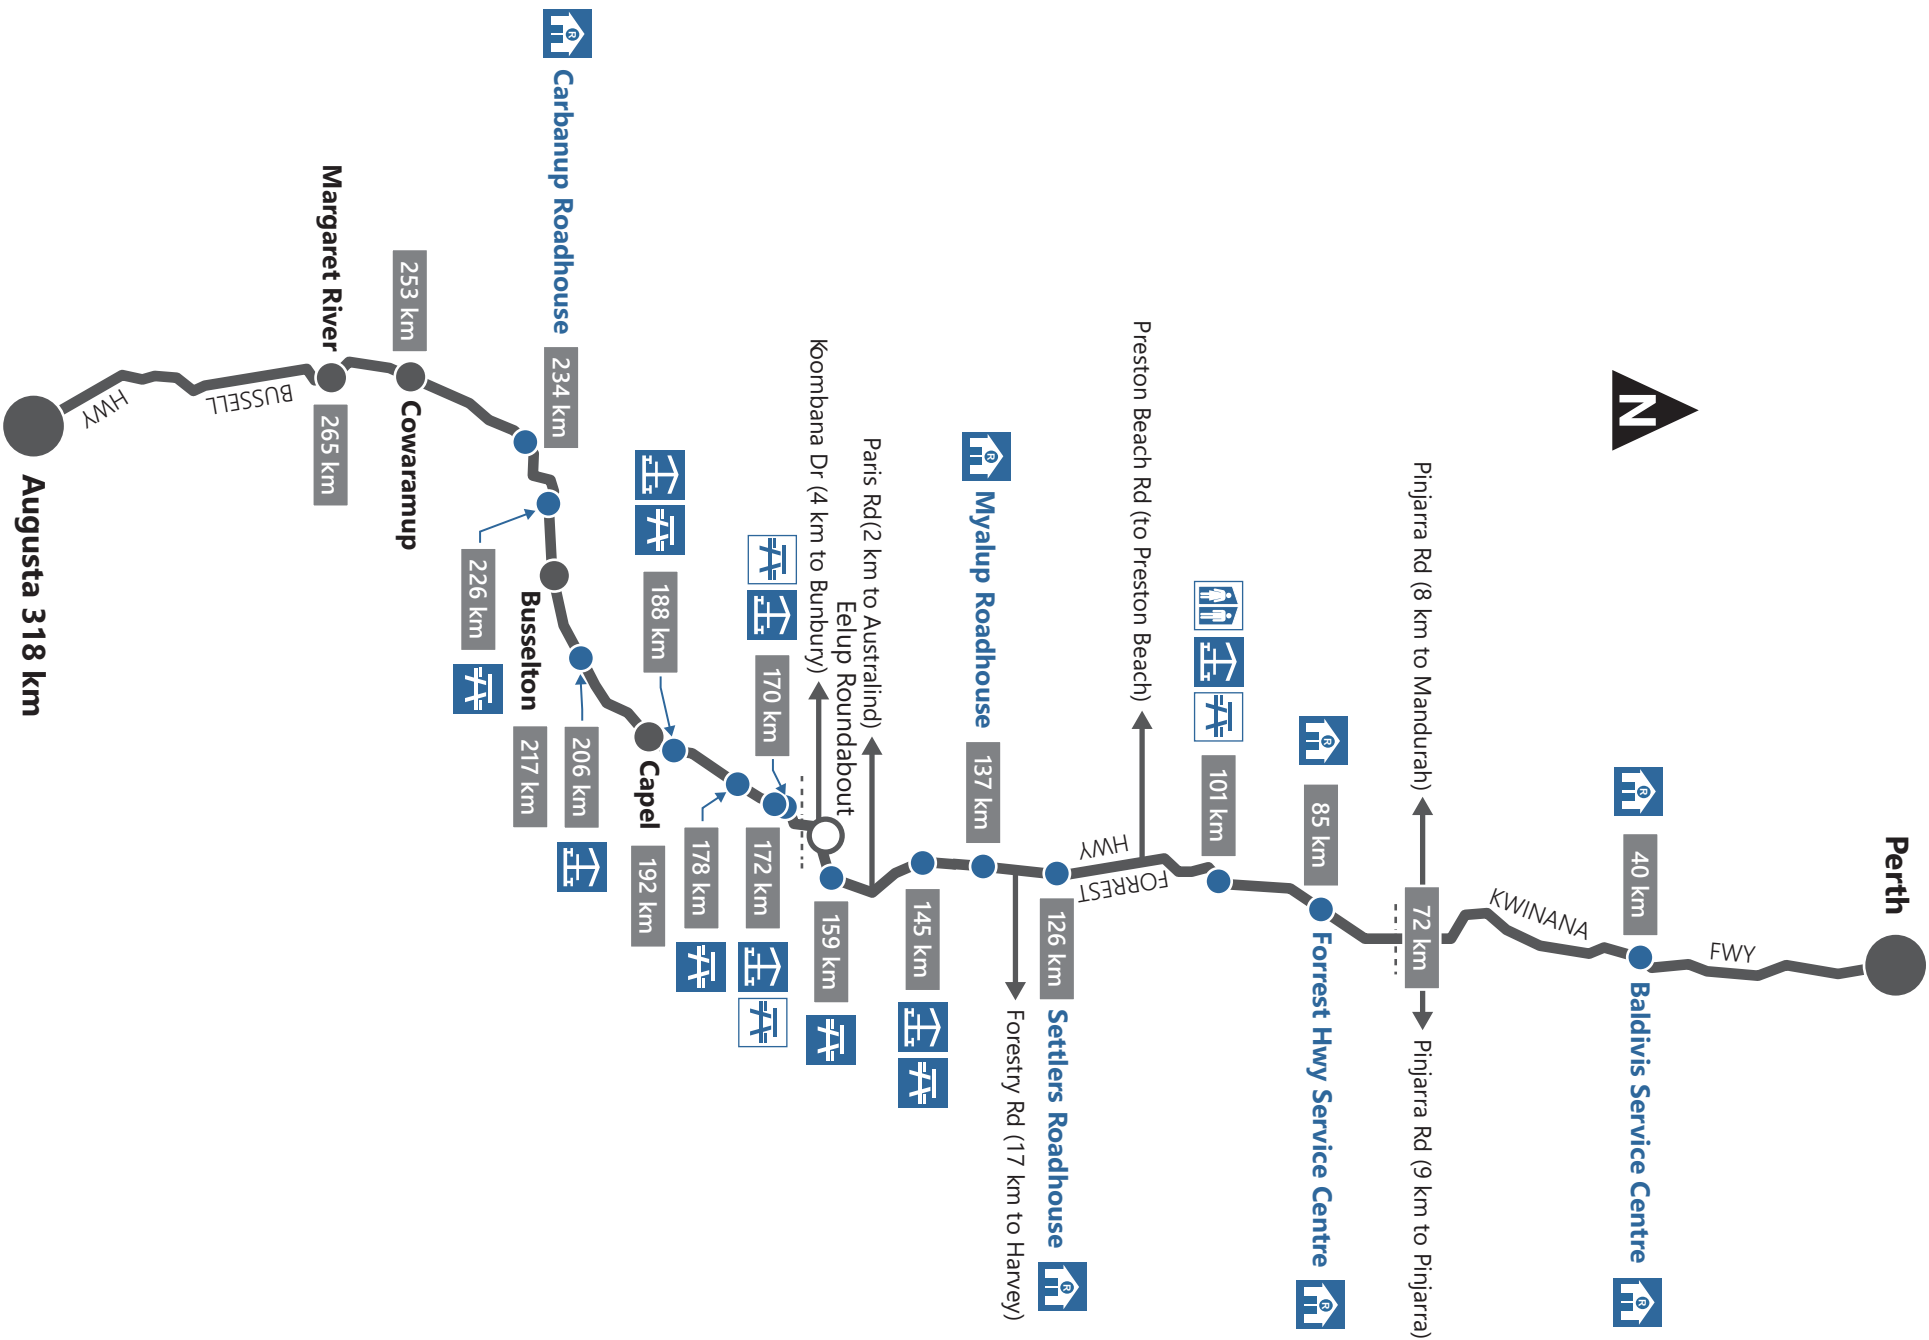 Perth
FWY
Baldivis Service Centre
40 km
KWINANA
Pinjarra Rd (8 km to Mandurah)
72 km
Pinjarra Rd (9 km to Pinjarra)
N
85 km
Forrest Hwy Service Centre
101 km
Preston Beach Rd (to Preston Beach)
FORREST
HWY
126 km
Settlers Roadhouse
Forestry Rd (17 km to Harvey)
Myalup Roadhouse
137 km
145 km
Paris Rd(2 km to Australind)
159 km
Eelup Roundabout
Koombana Dr (4 km to Bunbury)
170 km
172 km
178 km
188 km
Capel
192 km
206 km
Busselton
217 km
226 km
Carbanup Roadhouse
234 km
253 km
Cowaramup
Margaret River
265 km
BUSSELL
HWY
Augusta 318 km
R
R
R
R
R
R
R